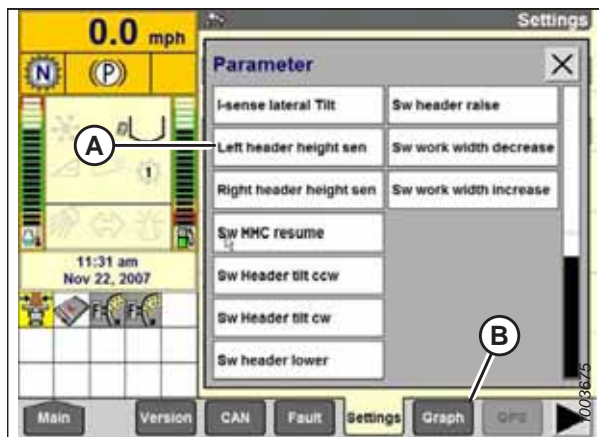 0.0 mph
Settings
N
(P)
Parameter
X
I-sense lateral Tilt
Sw header raise
A
Left header height sen
Sw work width decrease
1
Right header height sen
Sw work width increase
Sw HHC resume
11:31 am
Nov 22, 2007
Sw Header tilt ccw
F
F
Sw Header tilt cw
B
Sw header lower
1003675
Main
Version
CAN
Fault
Settings
Graph
GPS